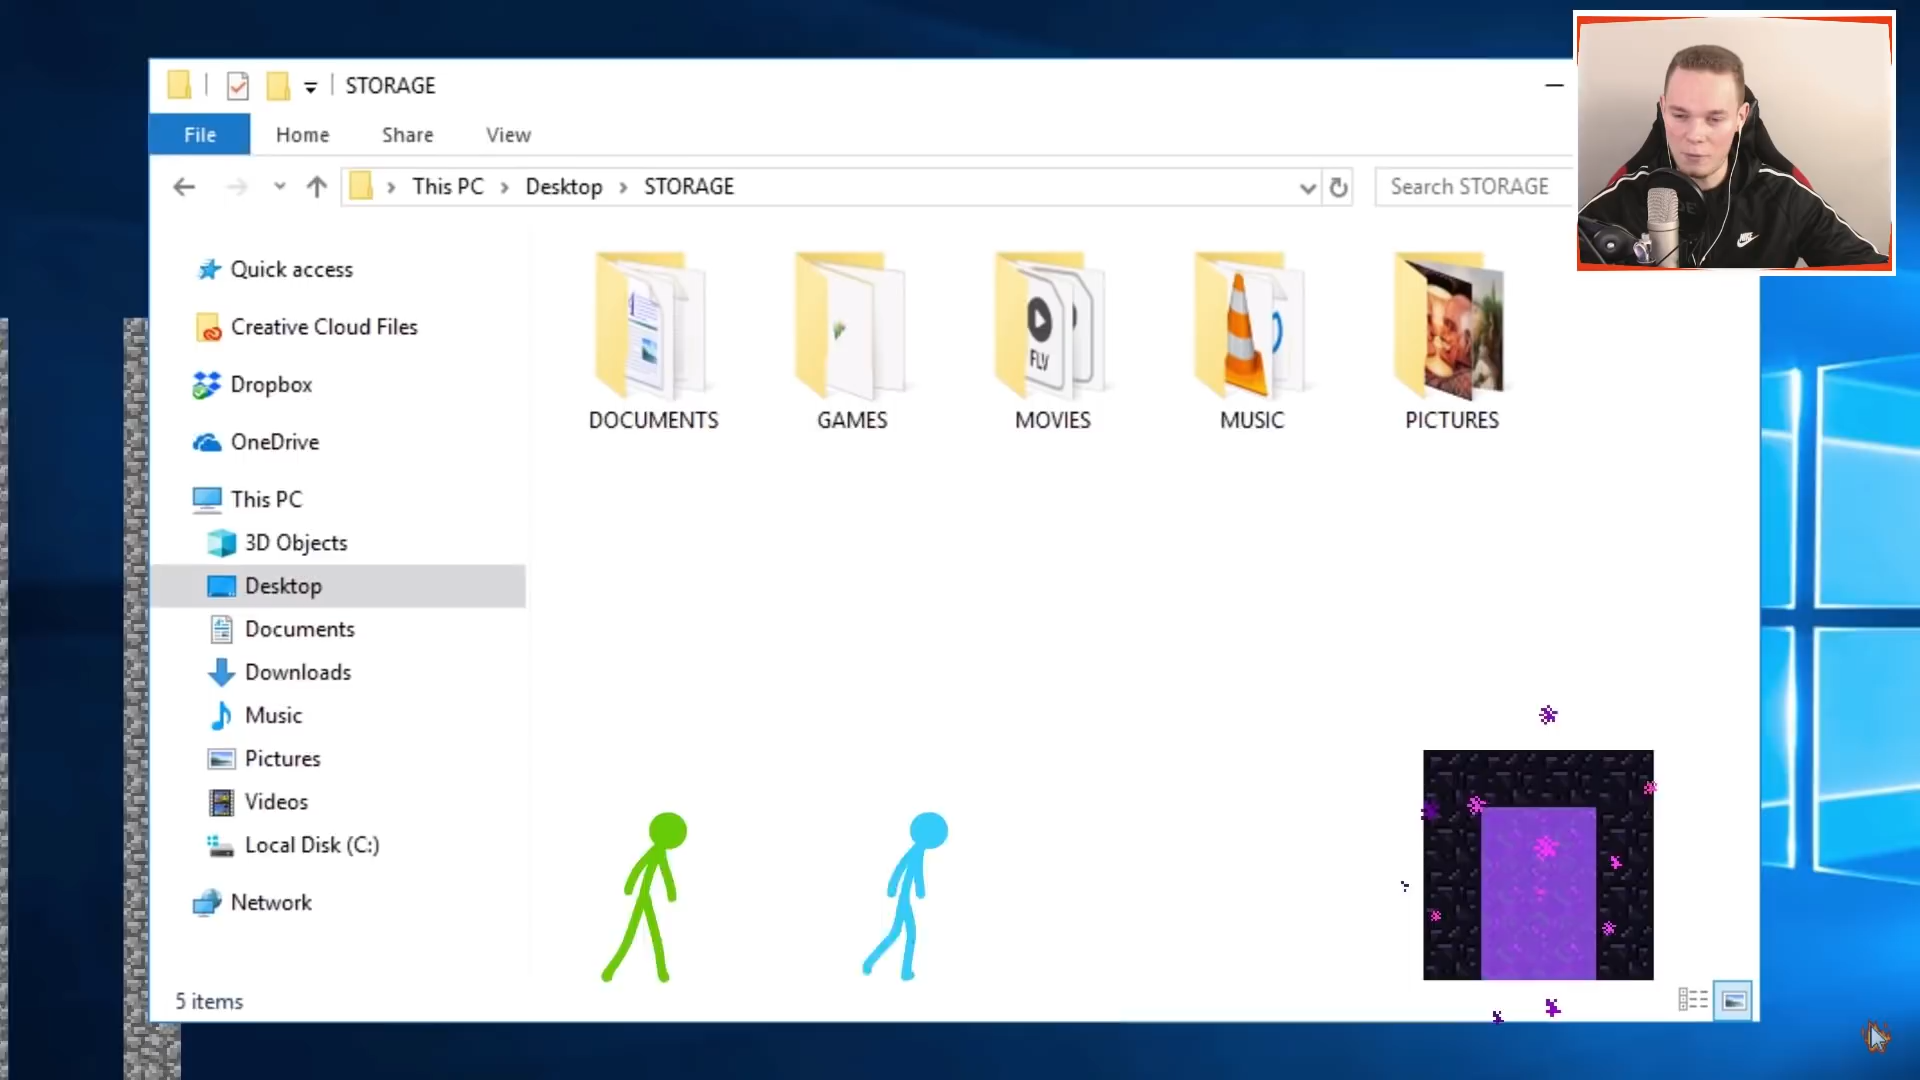 STORAGE
File Home Share View
This PC Desktop STORAGE
Search STORAGE
Quick access
Creative Cloud Files
Dropbox
OneDrive
This PC
3D Objects
Desktop
Documents
Downloads
Music
Pictures
Videos
Local Disk (C:)
Network
FLV
DOCUMENTS GAMES MOVIES MUSIC PICTURES
5 items